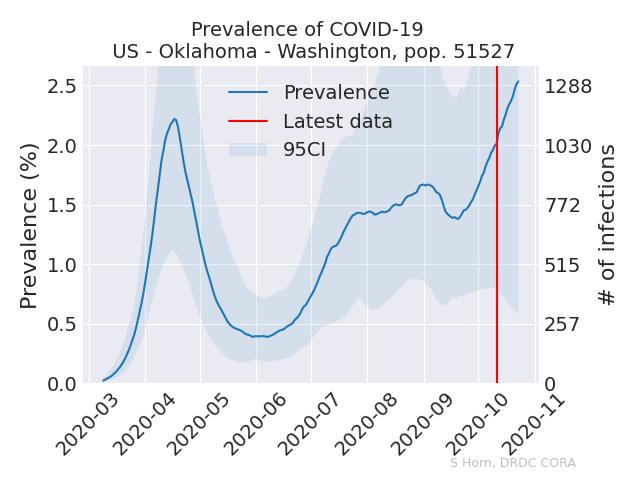 Prevalence of COVID-19
US - Oklahoma - Washington, pop. 51527
Prevalence
Latest data
95CI
Prevalence (%)
2.5
2.0
1.5
1.0
0.5
0.0
1288
1030
772
515
257
0
# of infections
2020-03
2020-04
2020-05
2020-06
2020-07
2020-08
2020-09
2020-10
2020-11
S Horn, DRDC CORA